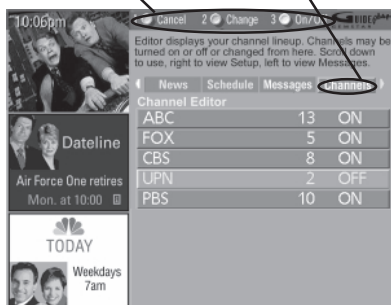 10:06pm
Cancel 2 Change 3 On/Off
Editor displays your channel lineup. Channels may be
turned on or off or changed from here. Scroll down
to use, right to view Setup, left to view Messages.
News Schedule Messages Channels
Channel Editor
ABC 13 ON
FOX 5 ON
CBS 8 ON
UPN 2 OFF
PBS 10 ON
Dateline
Air Force One retires
Mon. at 10:00
TODAY
Weekdays
7am